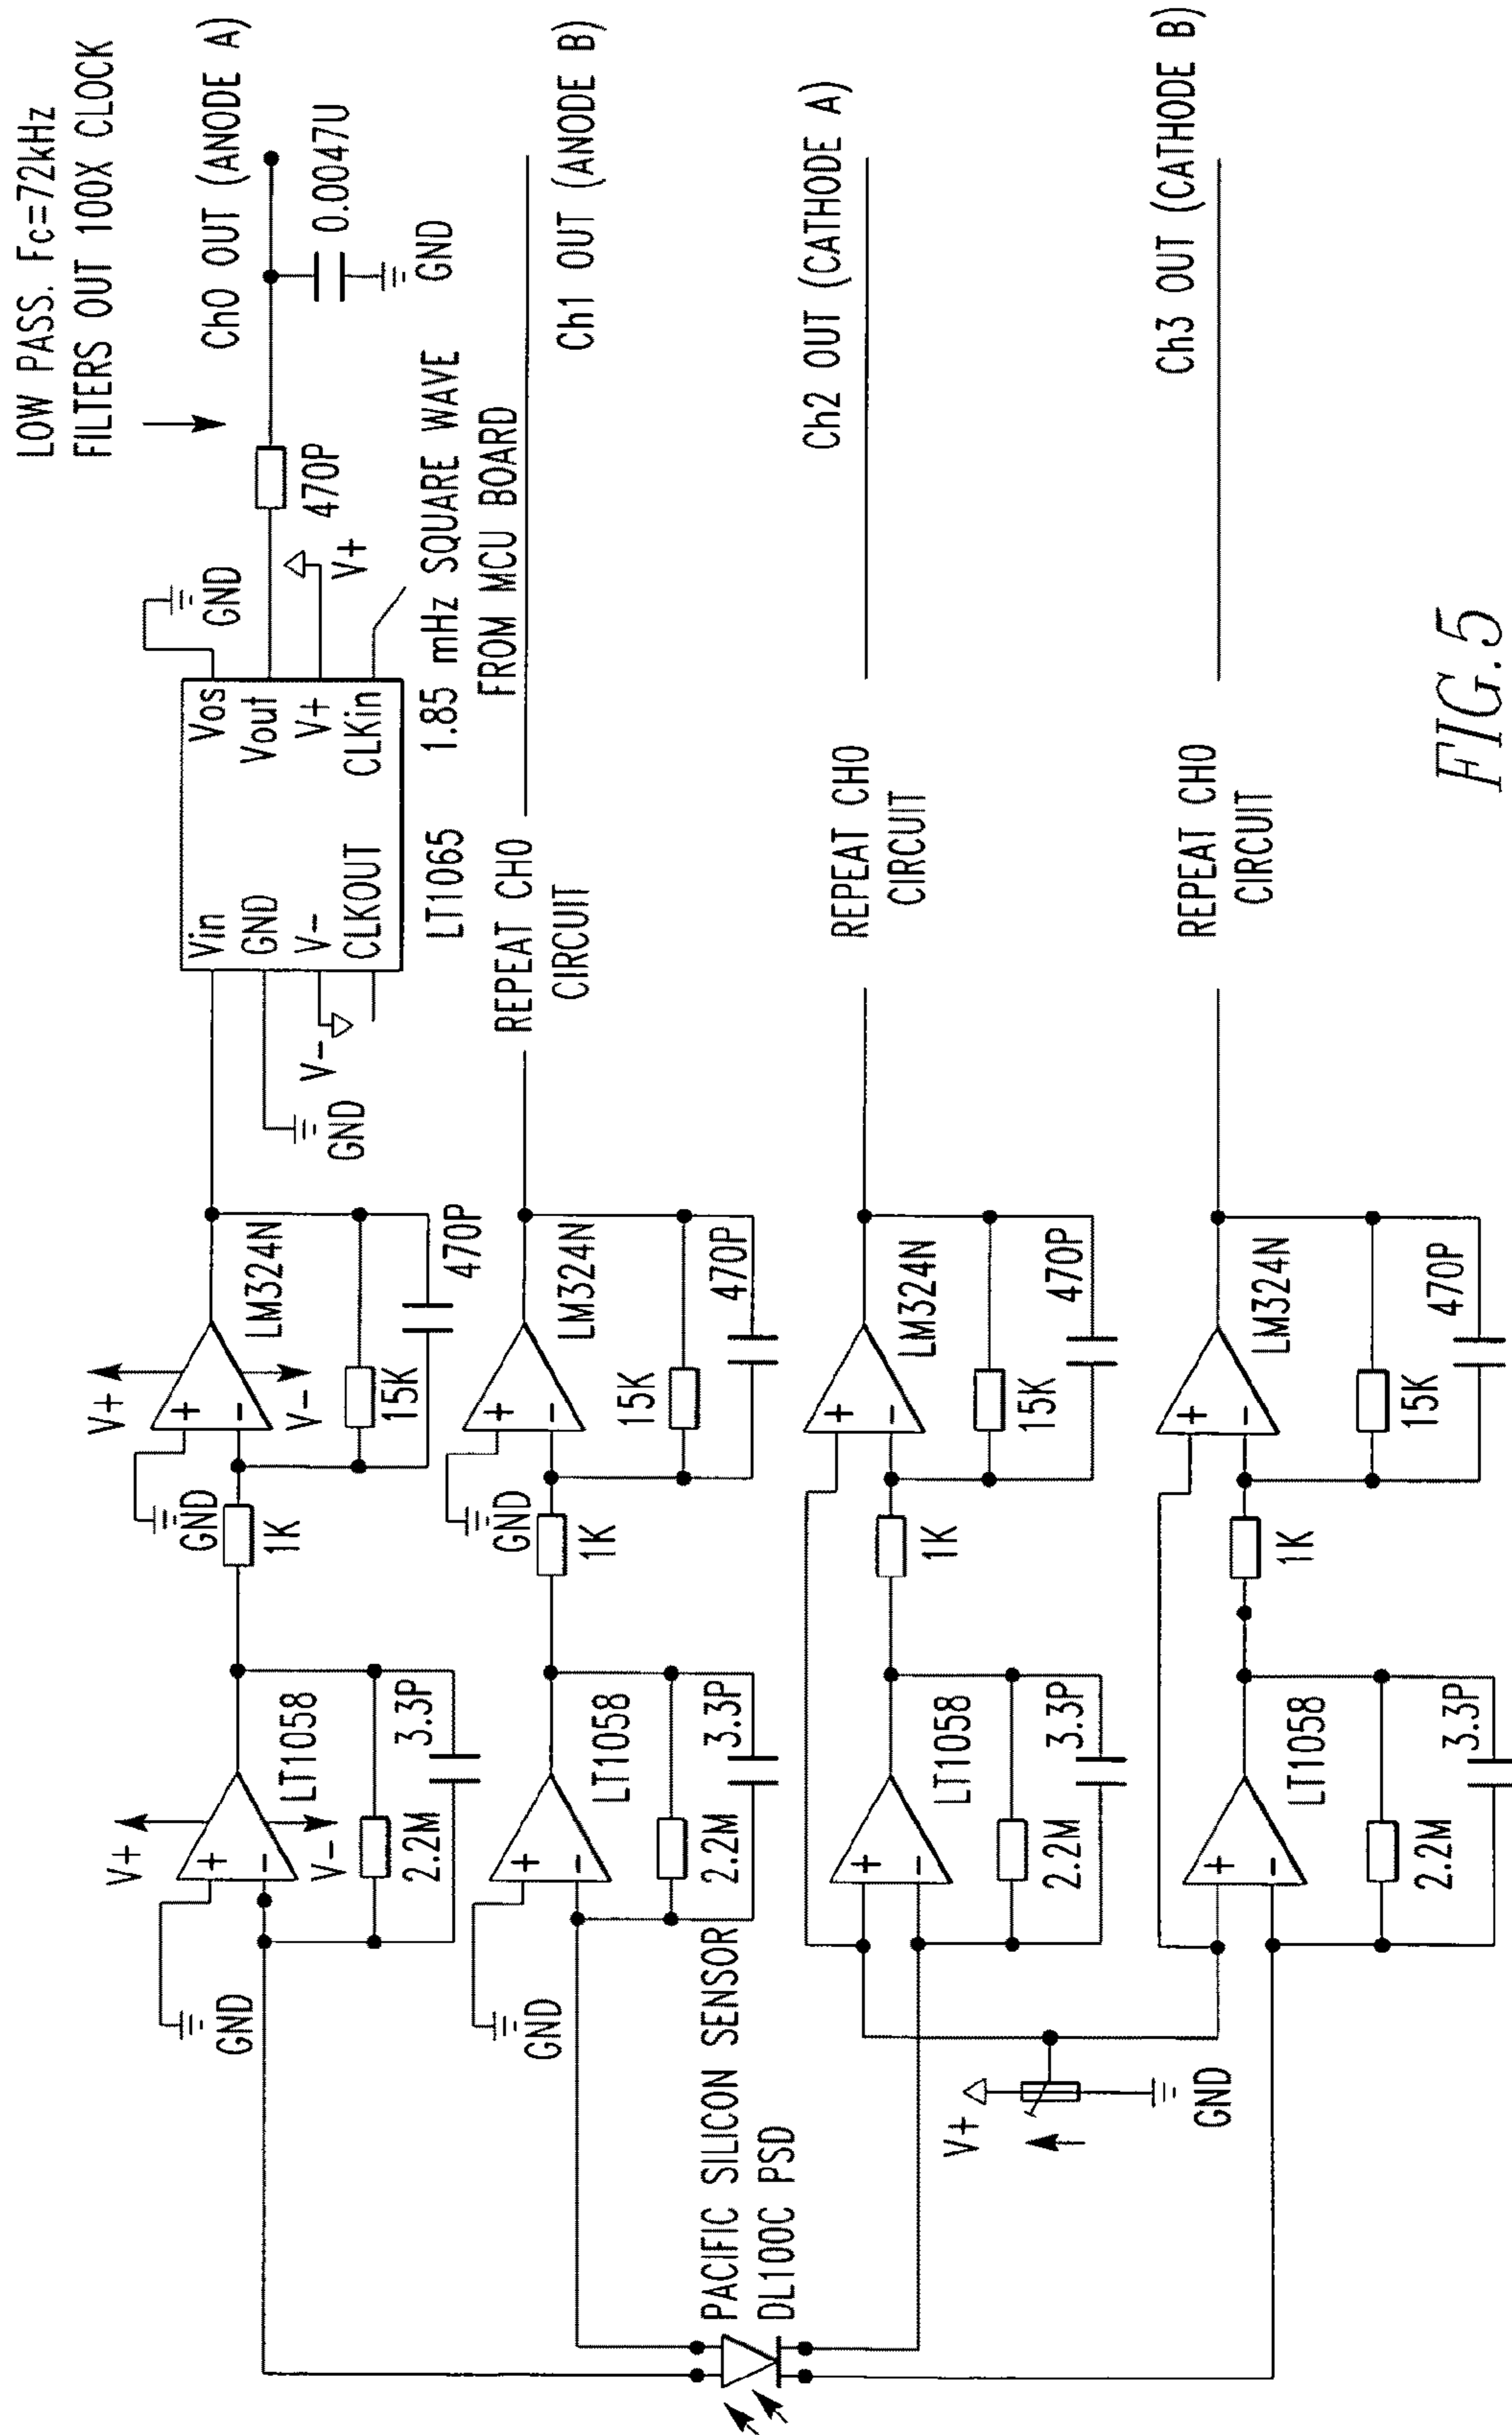 LOW PASS. Fc=72kHz
FILTERS OUT 100X CLOCK
Ch0 OUT (ANODE A)
0.0047U
GND
470P
GND
V+
1.85 mHz SQUARE WAVE
FROM MCU BOARD
Vin
GND
V-
CLKOUT
Vos
Vout
V+
CLKin
LT1065
V-
GND
V+
+
-
V-
LM324N
15K
470P
GND
1K
V+
+
-
V-
LT1058
2.2M
3.3P
GND
Ch1 OUT (ANODE B)
REPEAT CH0
CIRCUIT
+
-
LM324N
15K
470P
GND
1K
+
-
LT1058
2.2M
3.3P
GND
PACIFIC SILICON SENSOR
DL100C PSD
Ch2 OUT (CATHODE A)
REPEAT CH0
CIRCUIT
+
-
LM324N
15K
470P
1K
+
-
LT1058
2.2M
3.3P
V+
GND
Ch3 OUT (CATHODE B)
REPEAT CH0
CIRCUIT
+
-
LM324N
15K
470P
1K
+
-
LT1058
2.2M
3.3P
FIG. 5